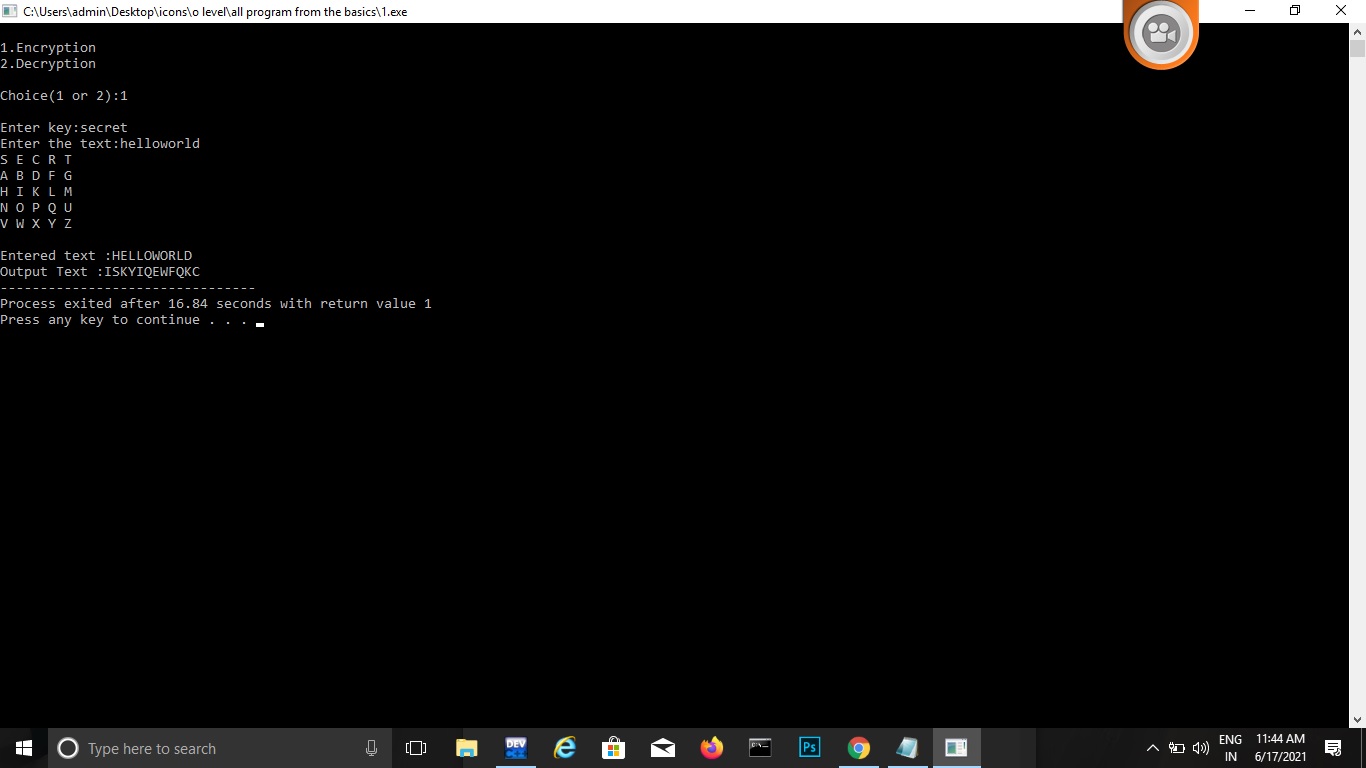 C:\Users\admin\Desktop\icons\o level\all program from the basics\1.exe
1.Encryption
2.Decryption
Choice(1 or 2):1
Enter key:secret
Enter the text:helloworld
S E C R T
A B D F G
H I K L M
N O P Q U
V W X Y Z
Entered text :HELLOWORLD
Output Text :ISKYIQEWFQKC
--------------------------------
Process exited after 16.84 seconds with return value 1
Press any key to continue . . .
Type here to search
DEV
Ps
ENG
IN
11:44 AM
6/17/2021